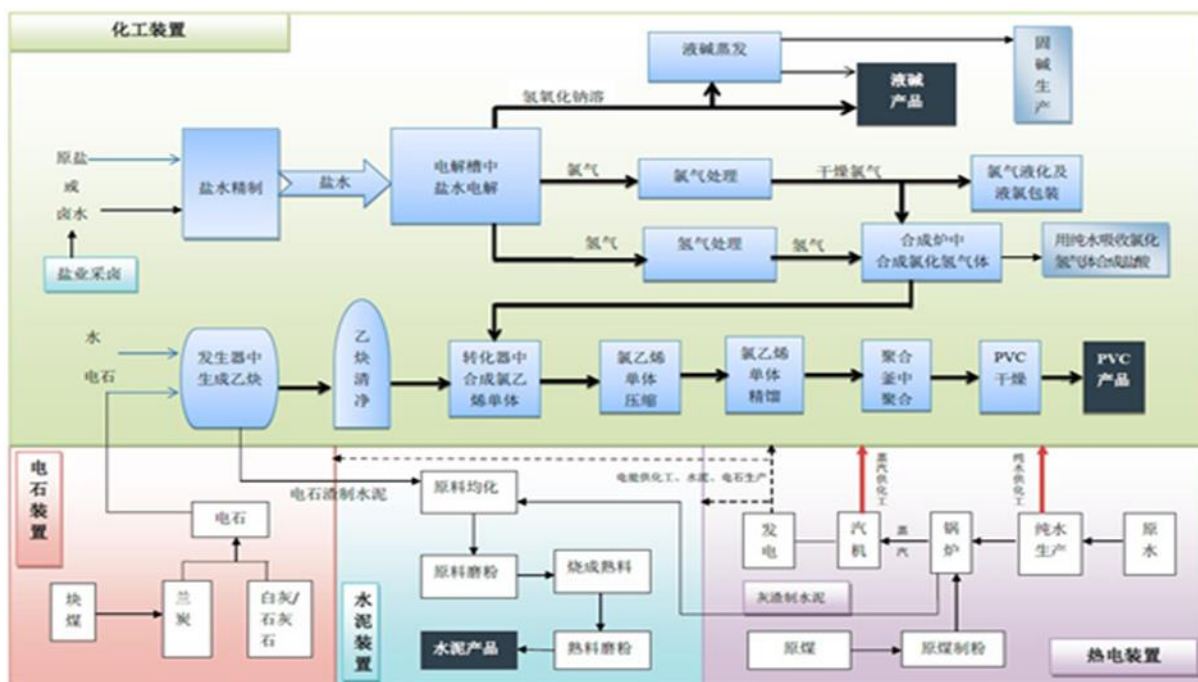 化工装置
液碱蒸发
固
碱
生
产
液碱
产品
氢氧化钠溶
原盐
或
卤水
盐水精制
盐水
电解槽中
盐水电解
氯气
氯气处理
干燥氯气
氯气液化及
液氯包装
氢气
氢气处理
氢气
合成炉中
合成氯化氢气体
用纯水吸收氯化
氢气体合成盐酸
盐业采卤
水
电石
发生器中
生成乙炔
乙
炔
清
净
转化器中
合成氯乙
烯单体
氯乙烯
单体
压缩
氯乙烯
单体
精馏
聚合
釜中
聚合
PVC
干燥
PVC
产品
电石装置
电石渣制水泥
电石
块
煤
兰
炭
白灰/
石灰
石
水泥装置
原料均化
原料磨粉
烧成熟料
熟料磨粉
水泥产品
电能供化工、水泥、电石生产
蒸汽供化工
纯水供化工
发
电
汽
机
蒸
汽
锅
炉
纯水
生产
原
水
灰渣制水泥
原煤
原煤制粉
热电装置